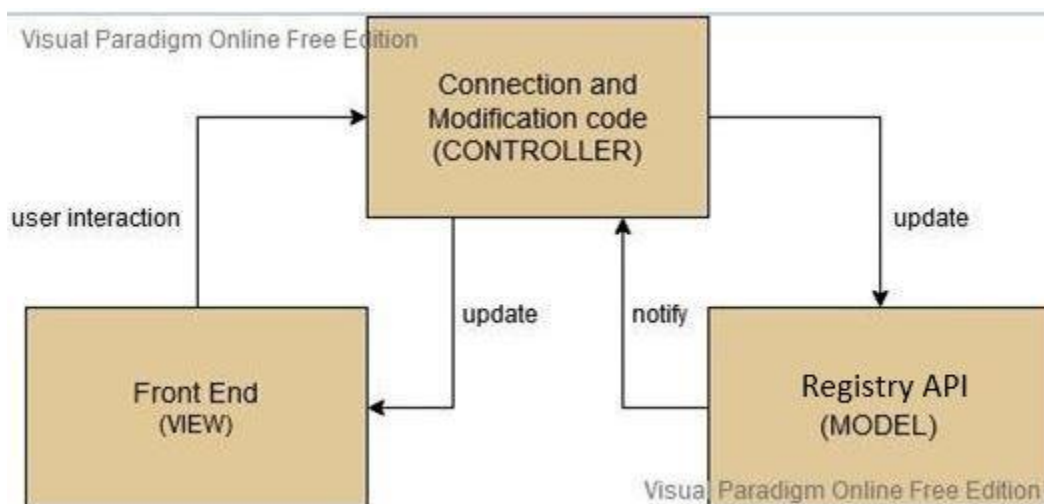 Visual Paradigm Online Free Edition
Connection and
Modification code
(CONTROLLER)
user interaction
update
update
notify
Front End
(VIEW)
Registry API
(MODEL)
Visual Paradigm Online Free Edition